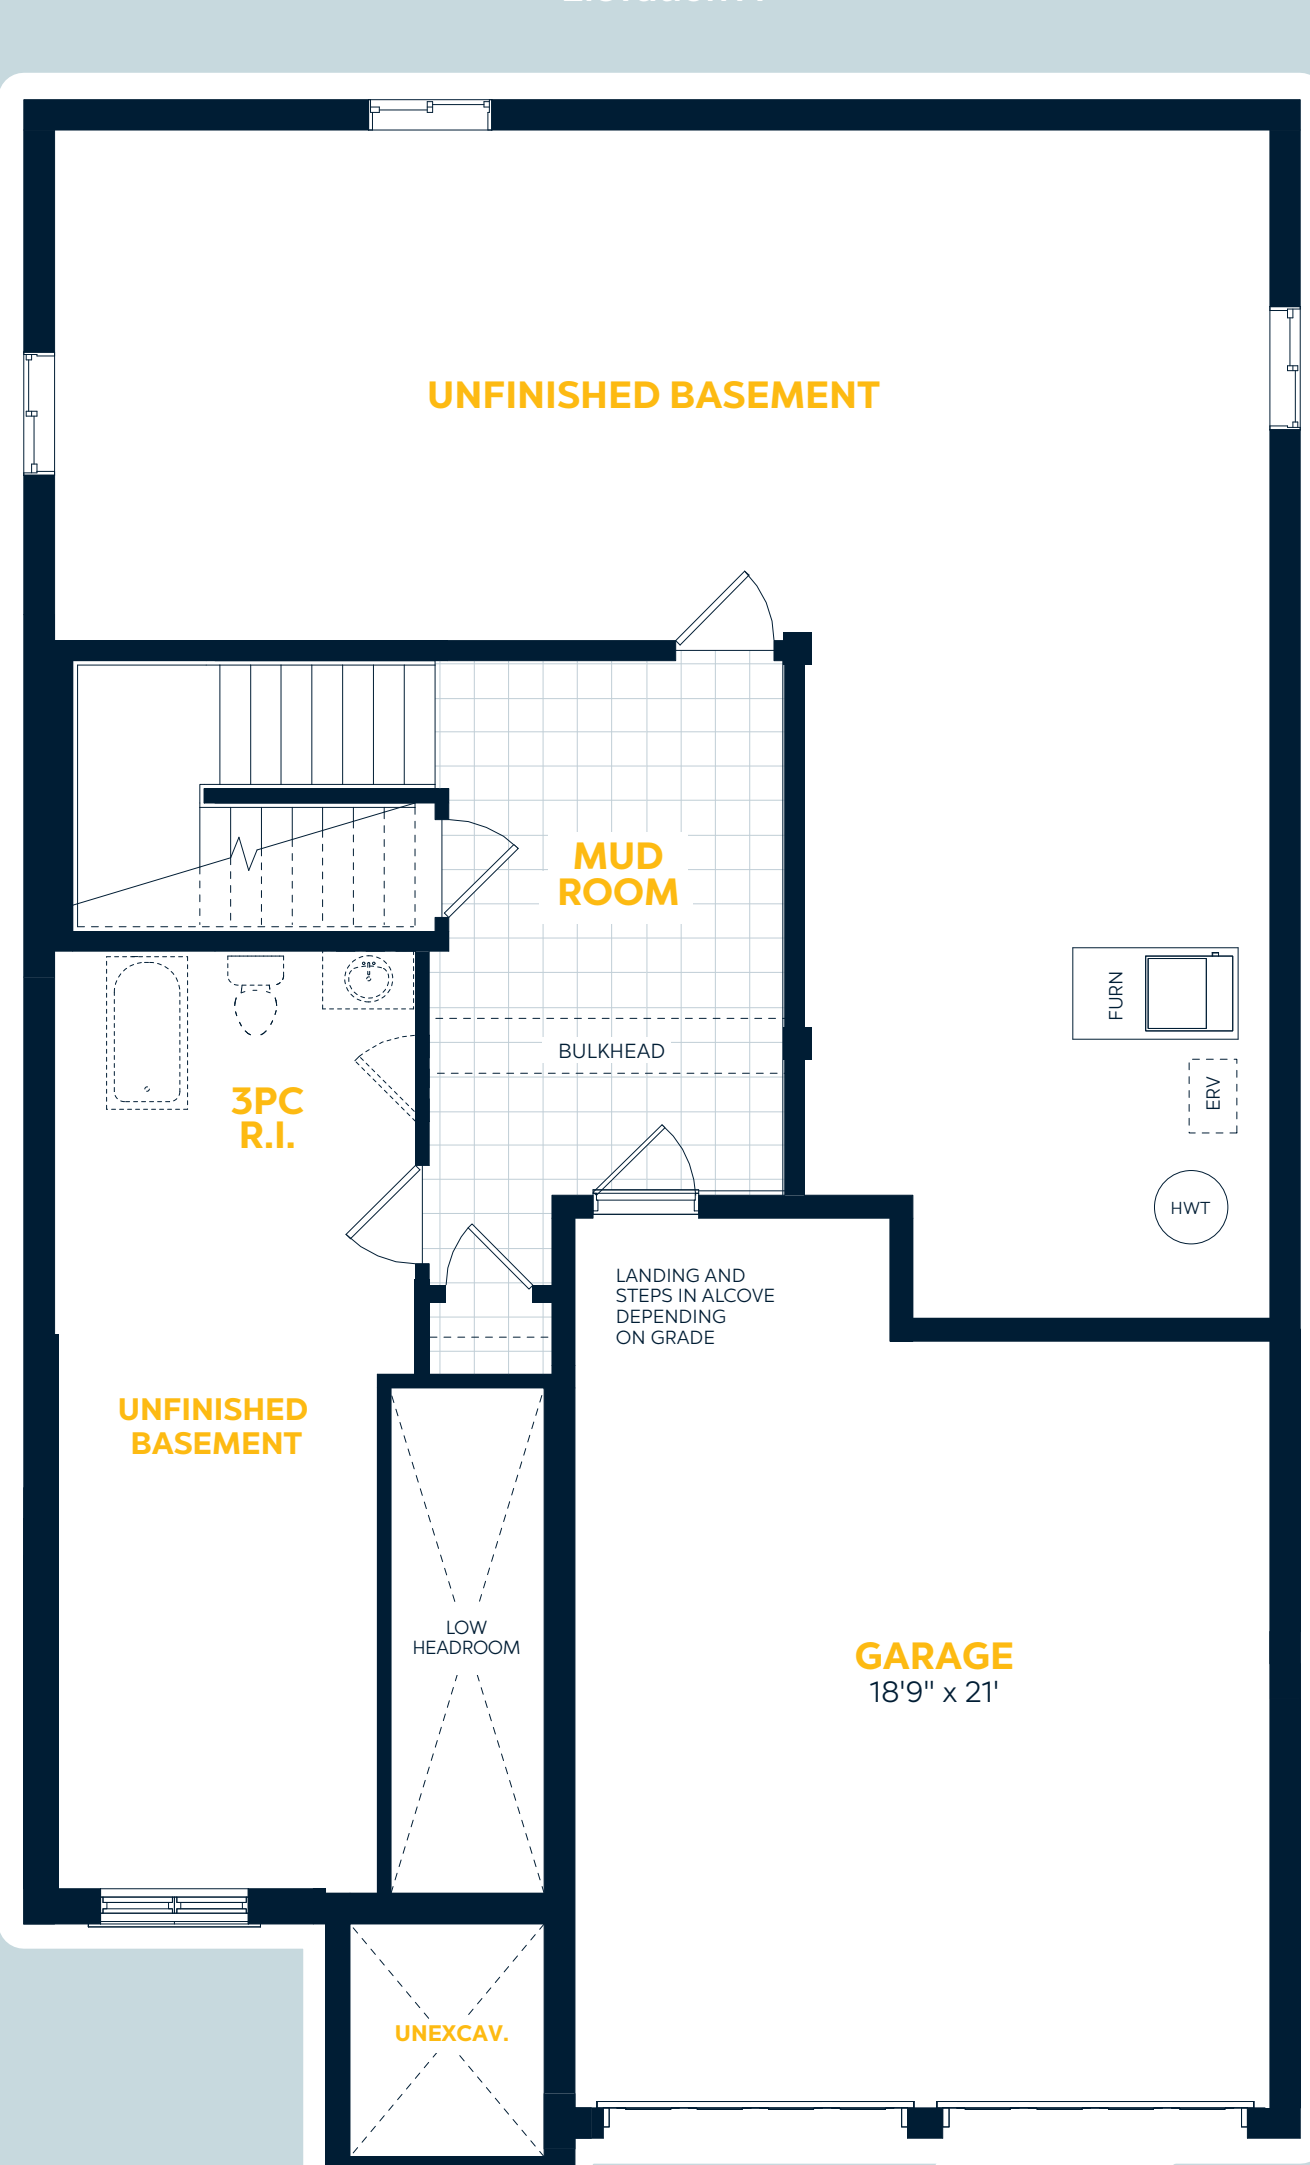 UNFINISHED BASEMENT
MUD
ROOM
BULKHEAD
FURN
ERV
HWT
3PC
R.I.
LANDING AND
STEPS IN ALCOVE
DEPENDING
ON GRADE
UNFINISHED
BASEMENT
LOW
HEADROOM
GARAGE
18'9" x 21'
UNEXCAV.